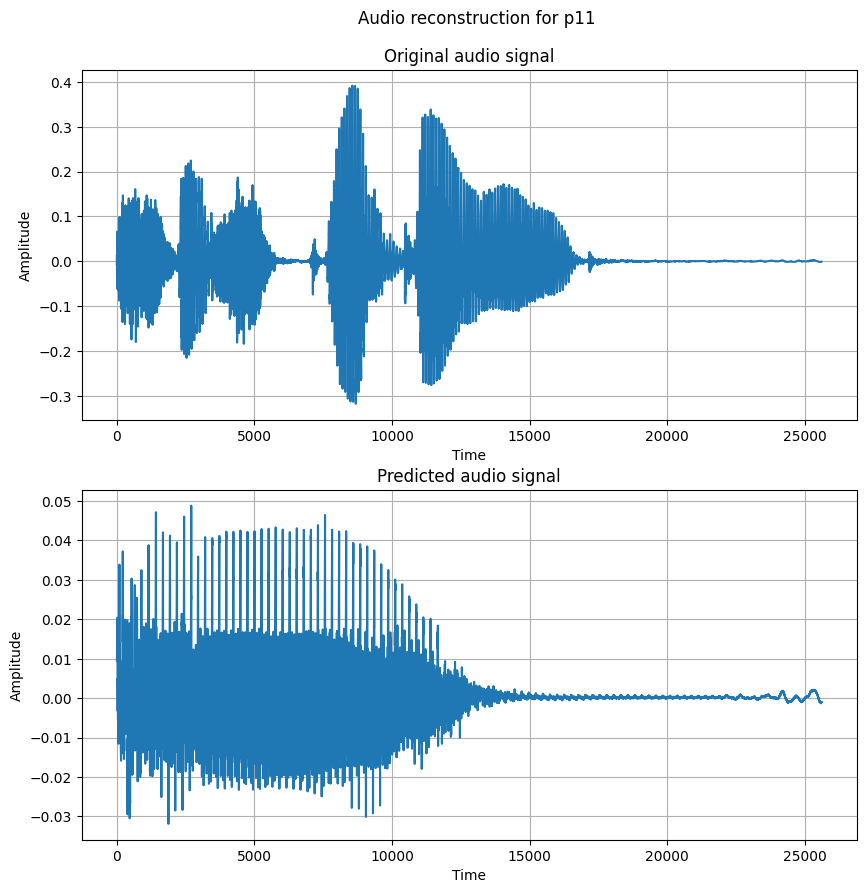 Audio reconstruction for p11
Original audio signal
0.4
0.3
0.2
0.1
0.0
−0.1
−0.2
−0.3
Amplitude
0 5000 10000 15000 20000 25000
Time
Predicted audio signal
0.05
0.04
0.03
0.02
0.01
0.00
−0.01
−0.02
−0.03
Amplitude
0 5000 10000 15000 20000 25000
Time